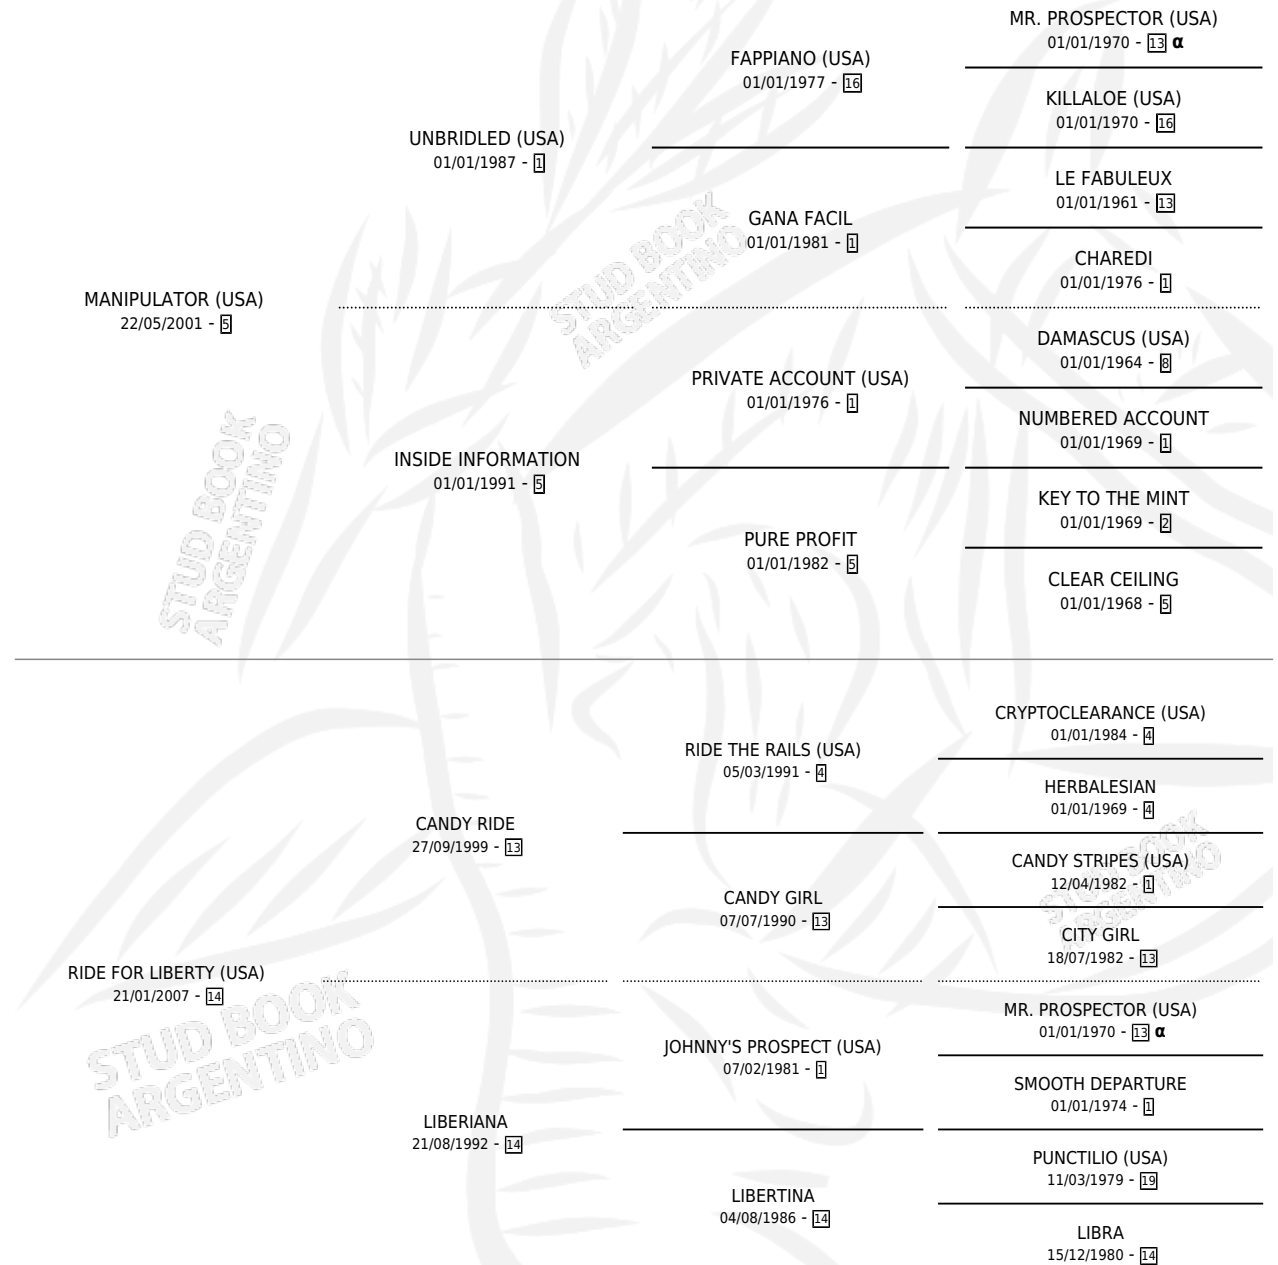 MR. PROSPECTOR (USA)
01/01/1970 - 13 α
FAPPIANO (USA)
01/01/1977 - 16
KILLALOE (USA)
01/01/1970 - 16
UNBRIDLED (USA)
01/01/1987 - 1
LE FABULEUX
01/01/1961 - 13
GANA FACIL
01/01/1981 - 1
CHAREDI
01/01/1976 - 1
MANIPULATOR (USA)
22/05/2001 - 5
DAMASCUS (USA)
01/01/1964 - 8
PRIVATE ACCOUNT (USA)
01/01/1976 - 1
NUMBERED ACCOUNT
01/01/1969 - 1
INSIDE INFORMATION
01/01/1991 - 5
KEY TO THE MINT
01/01/1969 - 2
PURE PROFIT
01/01/1982 - 5
CLEAR CEILING
01/01/1968 - 5
CRYPTOCLEARANCE (USA)
01/01/1984 - 4
RIDE THE RAILS (USA)
05/03/1991 - 4
HERBALESIAN
01/01/1969 - 4
CANDY RIDE
27/09/1999 - 13
CANDY STRIPES (USA)
12/04/1982 - 1
CANDY GIRL
07/07/1990 - 13
CITY GIRL
18/07/1982 - 13
RIDE FOR LIBERTY (USA)
21/01/2007 - 14
MR. PROSPECTOR (USA)
01/01/1970 - 13 α
JOHNNY'S PROSPECT (USA)
07/02/1981 - 1
SMOOTH DEPARTURE
01/01/1974 - 1
LIBERIANA
21/08/1992 - 14
PUNCTILIO (USA)
11/03/1979 - 19
LIBERTINA
04/08/1986 - 14
LIBRA
15/12/1980 - 14
STUD BOOK
ARGENTINO
STUD BOOK
ARGENTINO
STUD BOOK
ARGENTINO
STUD BOOK
ARGENTINO